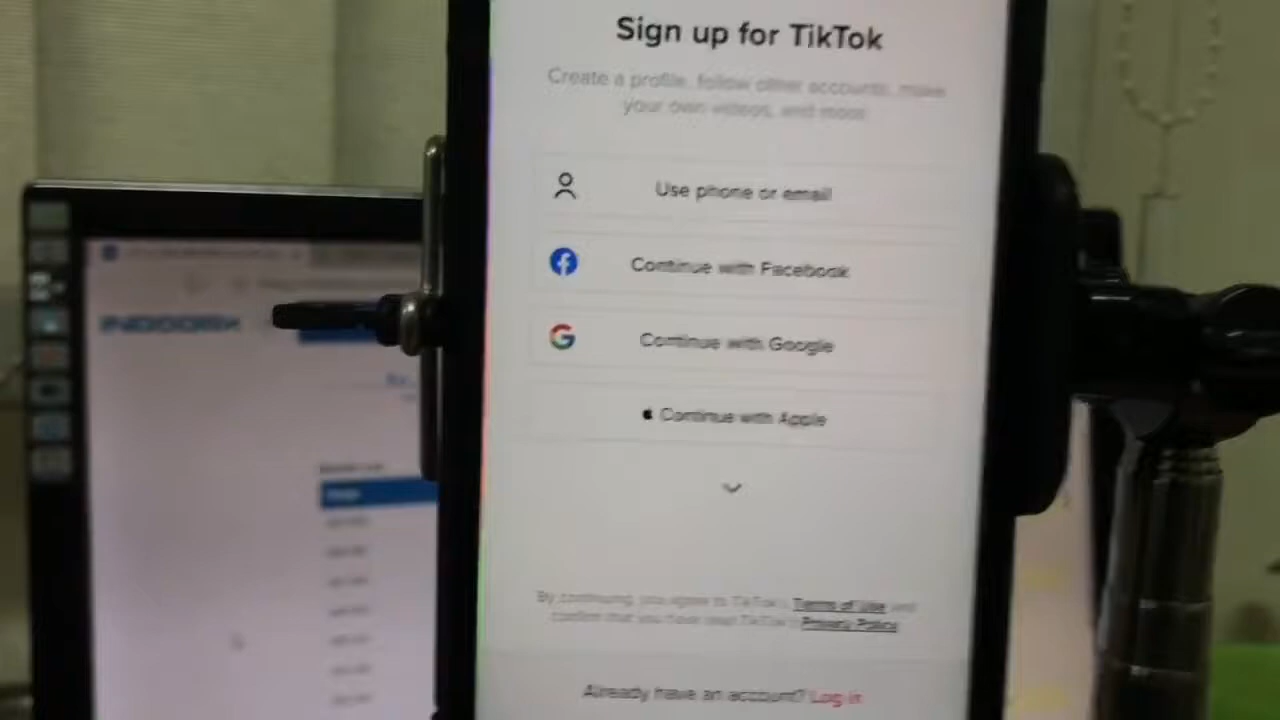 Sign up for TikTok
Create a profile, follow other accounts, make
your own videos, and more.
Use phone or email
Continue with Facebook
Continue with Google
Continue with Apple
By continuing, you agree to TikTok's Terms of Use and
confirm that you have read TikTok's Privacy Policy
Already have an account? Log in
INDODAX